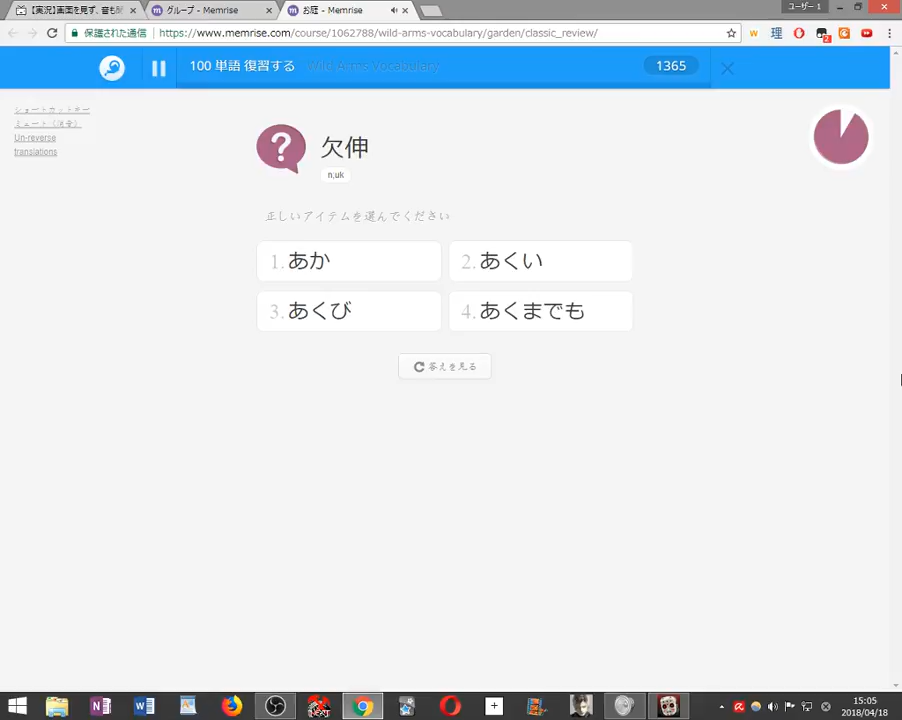 【実況】画面を見ず、音も
グループ - Memrise
お庭 - Memrise
ユーザー 1
保護された通信
https://www.memrise.com/course/1062788/wild-arms-vocabulary/garden/classic_review/
100 単語 復習する
Wild Arms Vocabulary
1365
ショートカットキー
ミュート (消音)
Un-reverse
translations
欠伸
n;uk
正しいアイテムを選んでください
1. あか
2. あくい
3. あくび
4. あくまでも
答えを見る
15:05
2018/04/18